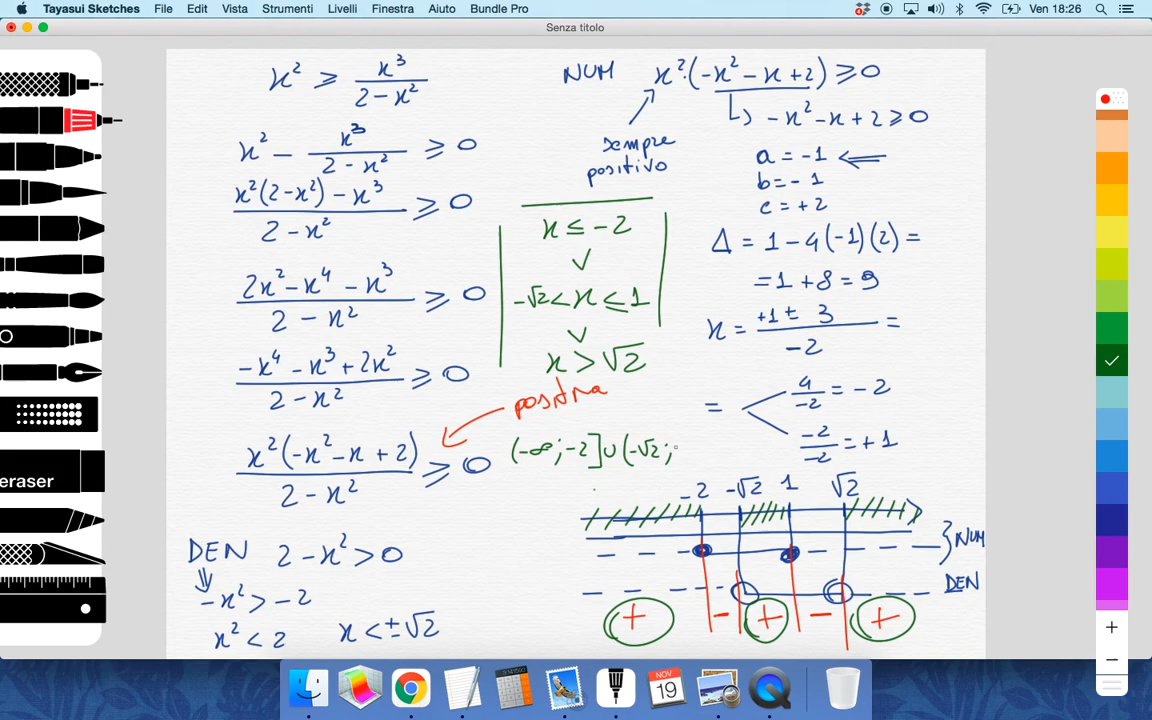 Tayasui Sketches File Edit Vista Strumenti Livelli Finestra Aiuto Bundle Pro Ven 18:26
Senza titolo
x² ≥ x³/(2-x²)
x² - x³/(2-x²) ≥ 0
(x²(2-x²)-x³)/(2-x²) ≥ 0
(2x²-x⁴-x³)/(2-x²) ≥ 0
(-x⁴-x³+2x²)/(2-x²) ≥ 0
x²(-x²-x+2)/(2-x²) ≥ 0
positiva
DEN 2-x²>0
-x²>-2
x²<2 x<±√2
NUM x²·(-x²-x+2)≥0
sempre
positivo
-x²-x+2≥0
a=-1
b=-1
c=+2
Δ=1-4(-1)(2)=
=1+8=9
x = (+1±3)/-2 =
= 4/-2 = -2
-2/-2 = +1
x≤-2
∨
-√2<x≤1
∨
x>√2
(-∞;-2]∪(-√2;
-2 -√2 1 √2
NUM
DEN
+ - + - +
eraser
NOV
19